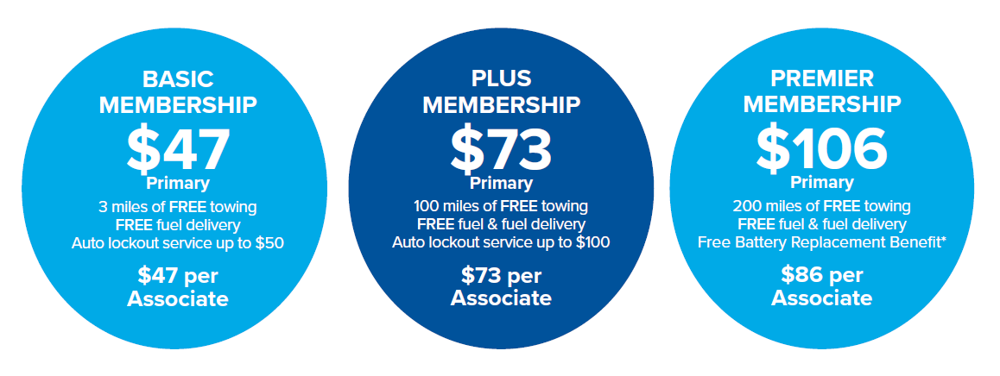 BASIC
MEMBERSHIP
$47
Primary
3 miles of FREE towing
FREE fuel delivery
Auto lockout service up to $50
$47 per
Associate
PLUS
MEMBERSHIP
$73
Primary
100 miles of FREE towing
FREE fuel & fuel delivery
Auto lockout service up to $100
$73 per
Associate
PREMIER
MEMBERSHIP
$106
Primary
200 miles of FREE towing
FREE fuel & fuel delivery
Free Battery Replacement Benefit*
$86 per
Associate